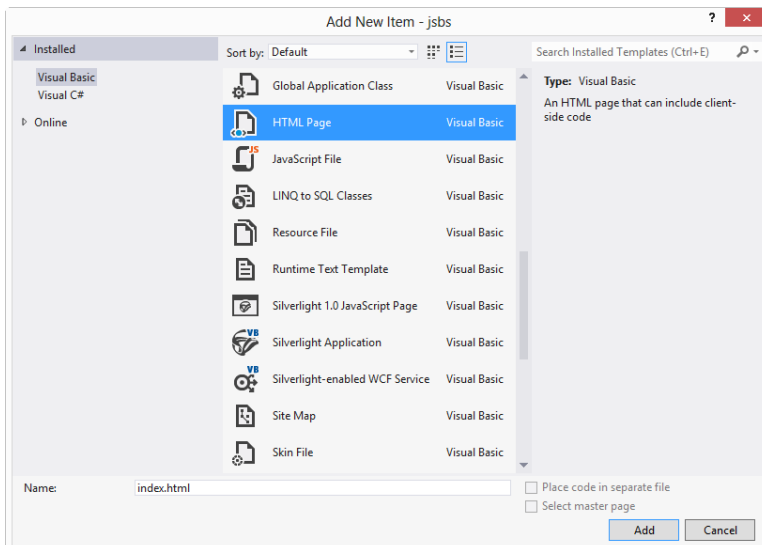 Add New Item - jsbs
?
Installed
Sort by: Default
Search Installed Templates (Ctrl+E)
Visual Basic
Visual C#
Online
Global Application Class Visual Basic
HTML Page Visual Basic
JS
JavaScript File Visual Basic
LINQ to SQL Classes Visual Basic
Resource File Visual Basic
Runtime Text Template Visual Basic
Silverlight 1.0 JavaScript Page Visual Basic
VB
Silverlight Application Visual Basic
VB
Silverlight-enabled WCF Service Visual Basic
Site Map Visual Basic
Skin File Visual Basic
Type: Visual Basic
An HTML page that can include client-
side code
Name: index.html
Place code in separate file
Select master page
Add Cancel